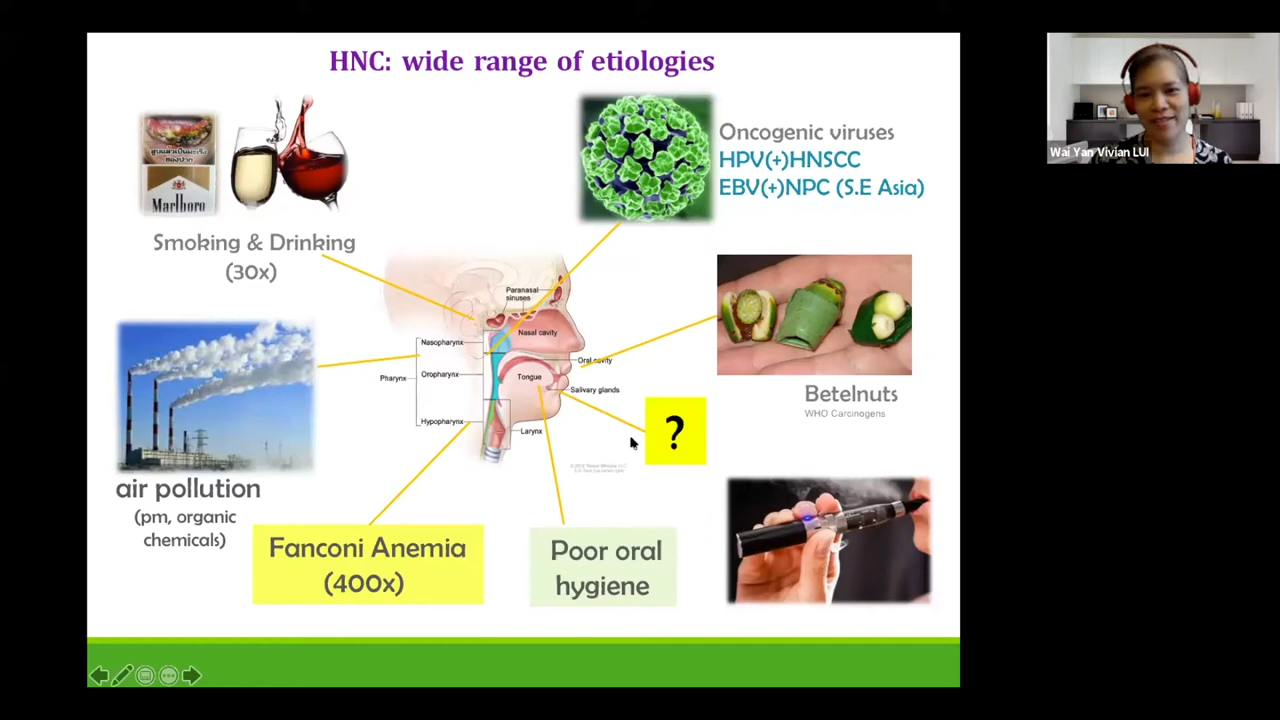 HNC: wide range of etiologies
Marlboro
Smoking & Drinking
(30x)
Oncogenic viruses
HPV(+)HNSCC
EBV(+)NPC (S.E Asia)
Wai Yan Vivian LUI
Paranasal
sinuses
Nasal cavity
Nasopharynx
Oral cavity
Pharynx
Oropharynx
Tongue
Salivary glands
Hypopharynx
Larynx
Betelnuts
WHO Carcinogens
?
air pollution
(pm, organic
chemicals)
Fanconi Anemia
(400x)
Poor oral
hygiene